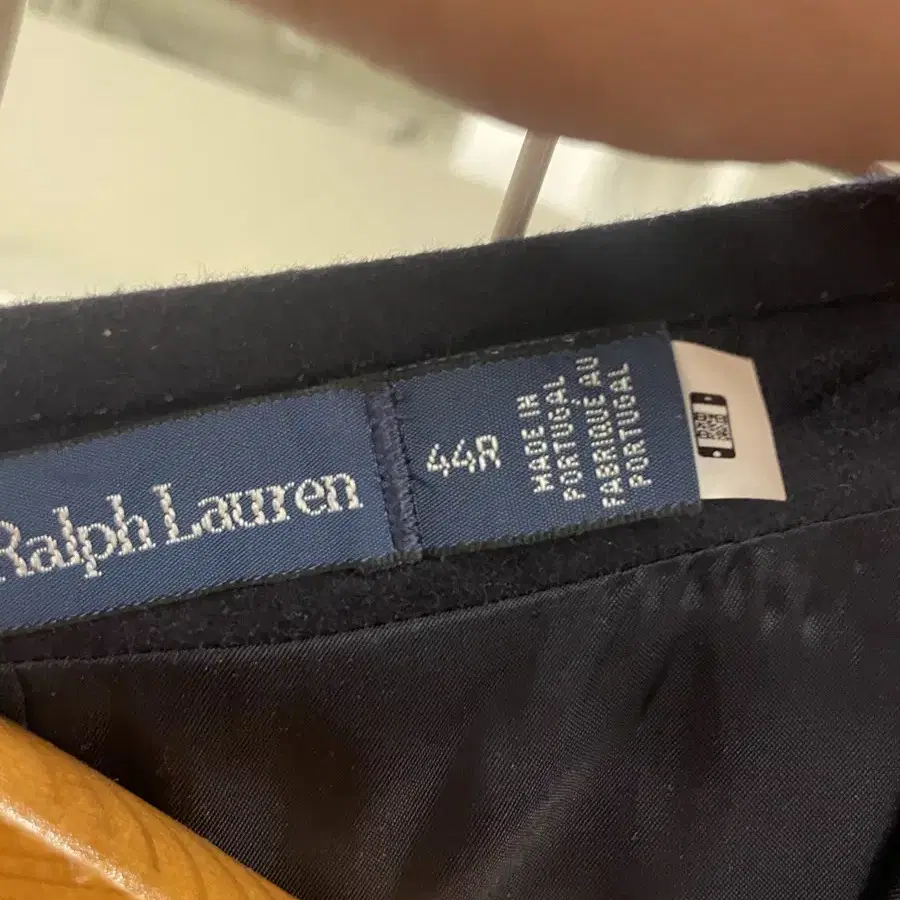 Ralph Lauren
44R
MADE IN
PORTUGAL
FABRIQUÉ AU
PORTUGAL